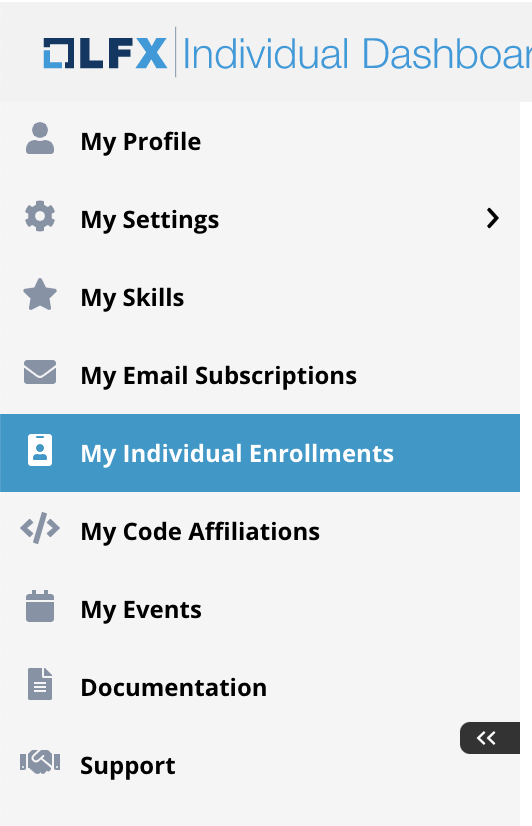 LFX Individual Dashboar
My Profile
My Settings
My Skills
My Email Subscriptions
My Individual Enrollments
My Code Affiliations
My Events
Documentation
Support